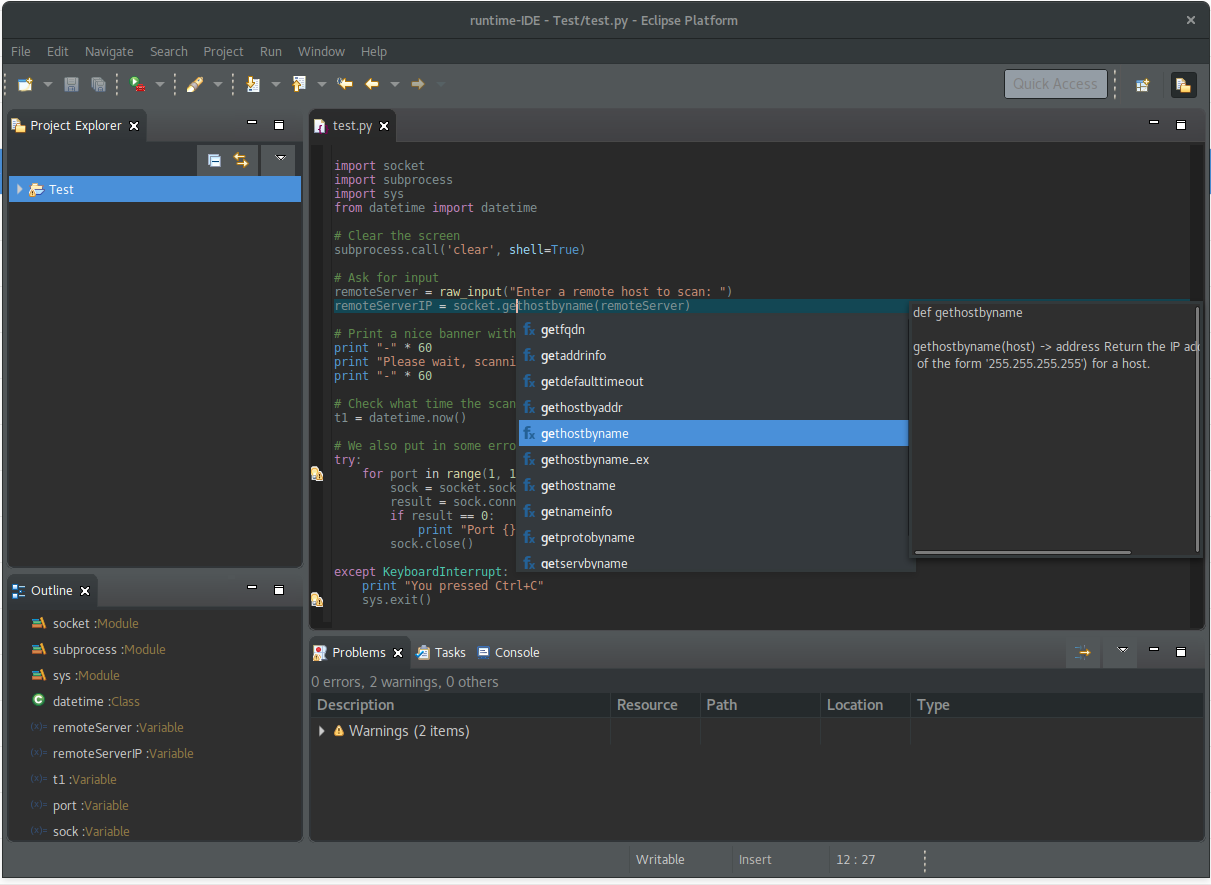 runtime-IDE - Test/test.py - Eclipse Platform
File Edit Navigate Search Project Run Window Help
Quick Access
Project Explorer
Test
test.py
import socket
import subprocess
import sys
from datetime import datetime
# Clear the screen
subprocess.call('clear', shell=True)
# Ask for input
remoteServer = raw_input("Enter a remote host to scan: ")
remoteServerIP = socket.gethostbyname(remoteServer)
# Print a nice banner with
print "-" * 60
print "Please wait, scanni
print "-" * 60
# Check what time the scan
t1 = datetime.now()
# We also put in some erro
try:
for port in range(1, 1
sock = socket.sock
result = sock.conn
if result == 0:
print "Port {}
sock.close()
except KeyboardInterrupt:
print "You pressed Ctrl+C"
sys.exit()
getfqdn
getaddrinfo
getdefaulttimeout
gethostbyaddr
gethostbyname
gethostbyname_ex
gethostname
getnameinfo
getprotobyname
getservbyname
def gethostbyname
gethostbyname(host) -> address Return the IP add
of the form '255.255.255.255') for a host.
Outline
socket :Module
subprocess :Module
sys :Module
datetime :Class
remoteServer :Variable
remoteServerIP :Variable
t1 :Variable
port :Variable
sock :Variable
Problems Tasks Console
0 errors, 2 warnings, 0 others
Description Resource Path Location Type
Warnings (2 items)
Writable Insert 12 : 27